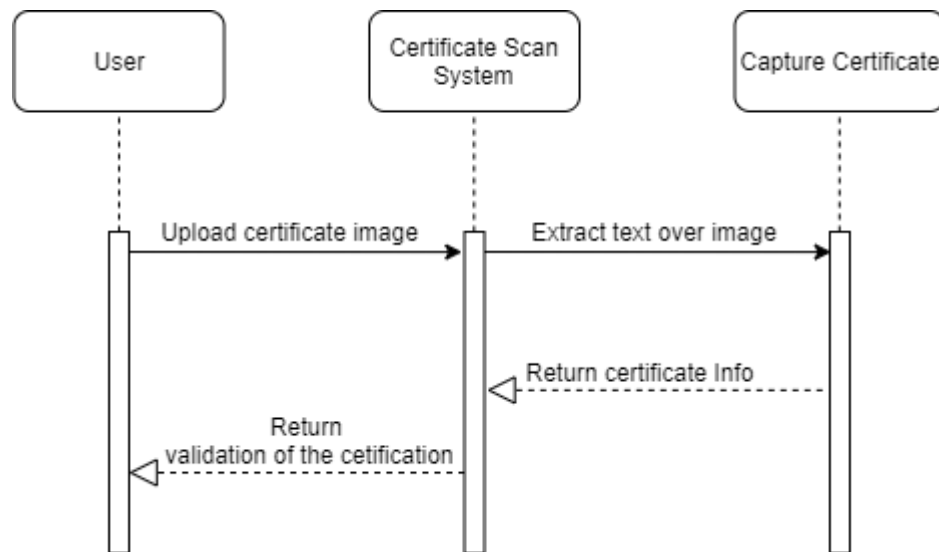 User
Certificate Scan
System
Capture Certificate
Upload certificate image
Extract text over image
Return certificate Info
Return
validation of the cetification